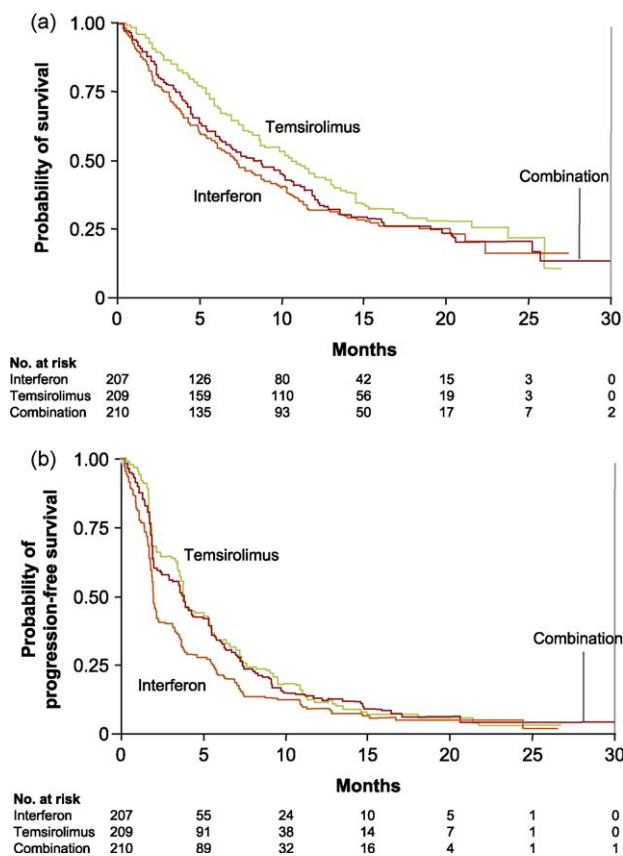 (a)
1.00
0.75
0.50
0.25
0
Probability of survival
Temsirolimus
Interferon
Combination
0 5 10 15 20 25 30
Months
No. at risk
Interferon 207 126 80 42 15 3 0
Temsirolimus 209 159 110 56 19 3 0
Combination 210 135 93 50 17 7 2
(b)
1.00
0.75
0.50
0.25
0
Probability of
progression-free survival
Temsirolimus
Interferon
Combination
0 5 10 15 20 25 30
Months
No. at risk
Interferon 207 55 24 10 5 1 0
Temsirolimus 209 91 38 14 7 1 0
Combination 210 89 32 16 4 1 1